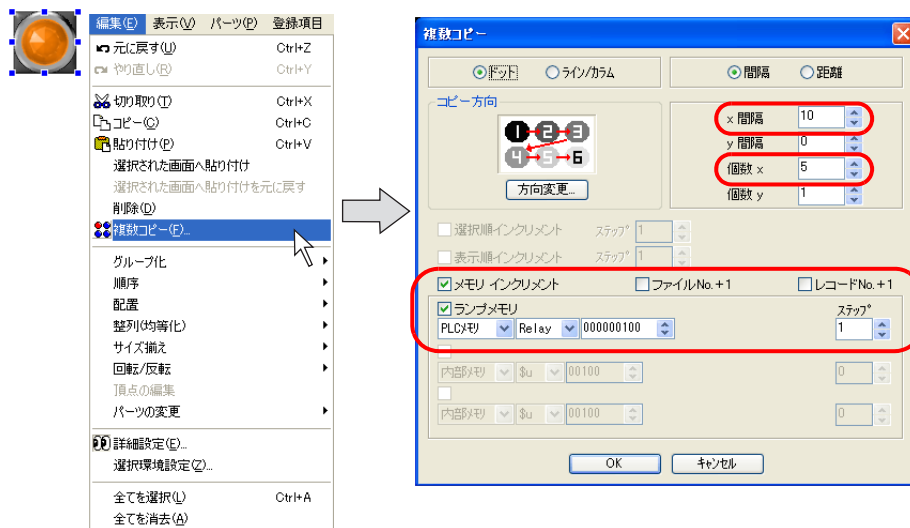 編集(E) 表示(V) パーツ(P) 登録項目
元に戻す(U) Ctrl+Z
やり直し(R) Ctrl+Y
切り取り(T) Ctrl+X
コピー(C) Ctrl+C
貼り付け(P) Ctrl+V
選択された画面へ貼り付け
選択された画面へ貼り付けを元に戻す
削除(D)
複数コピー(F)...
グループ化
順序
配置
整列(均等化)
サイズ揃え
回転/反転
頂点の編集
パーツの変更
詳細設定(E)...
選択環境設定(Z)...
全てを選択(L) Ctrl+A
全てを消去(A)
複数コピー
ドット ライン/カラム 間隔 距離
コピー方向
1 2 3
4 5 6
方向変更...
x 間隔 10
y 間隔 0
個数 x 5
個数 y 1
選択順インクリメント ステップ 1
表示順インクリメント ステップ 1
メモリ インクリメント ファイルNo.+1 レコードNo.+1
ランプメモリ ステップ
PLCメモリ Relay 000000100 1
内部メモリ $u 00100 0
内部メモリ $u 00100 0
OK キャンセル